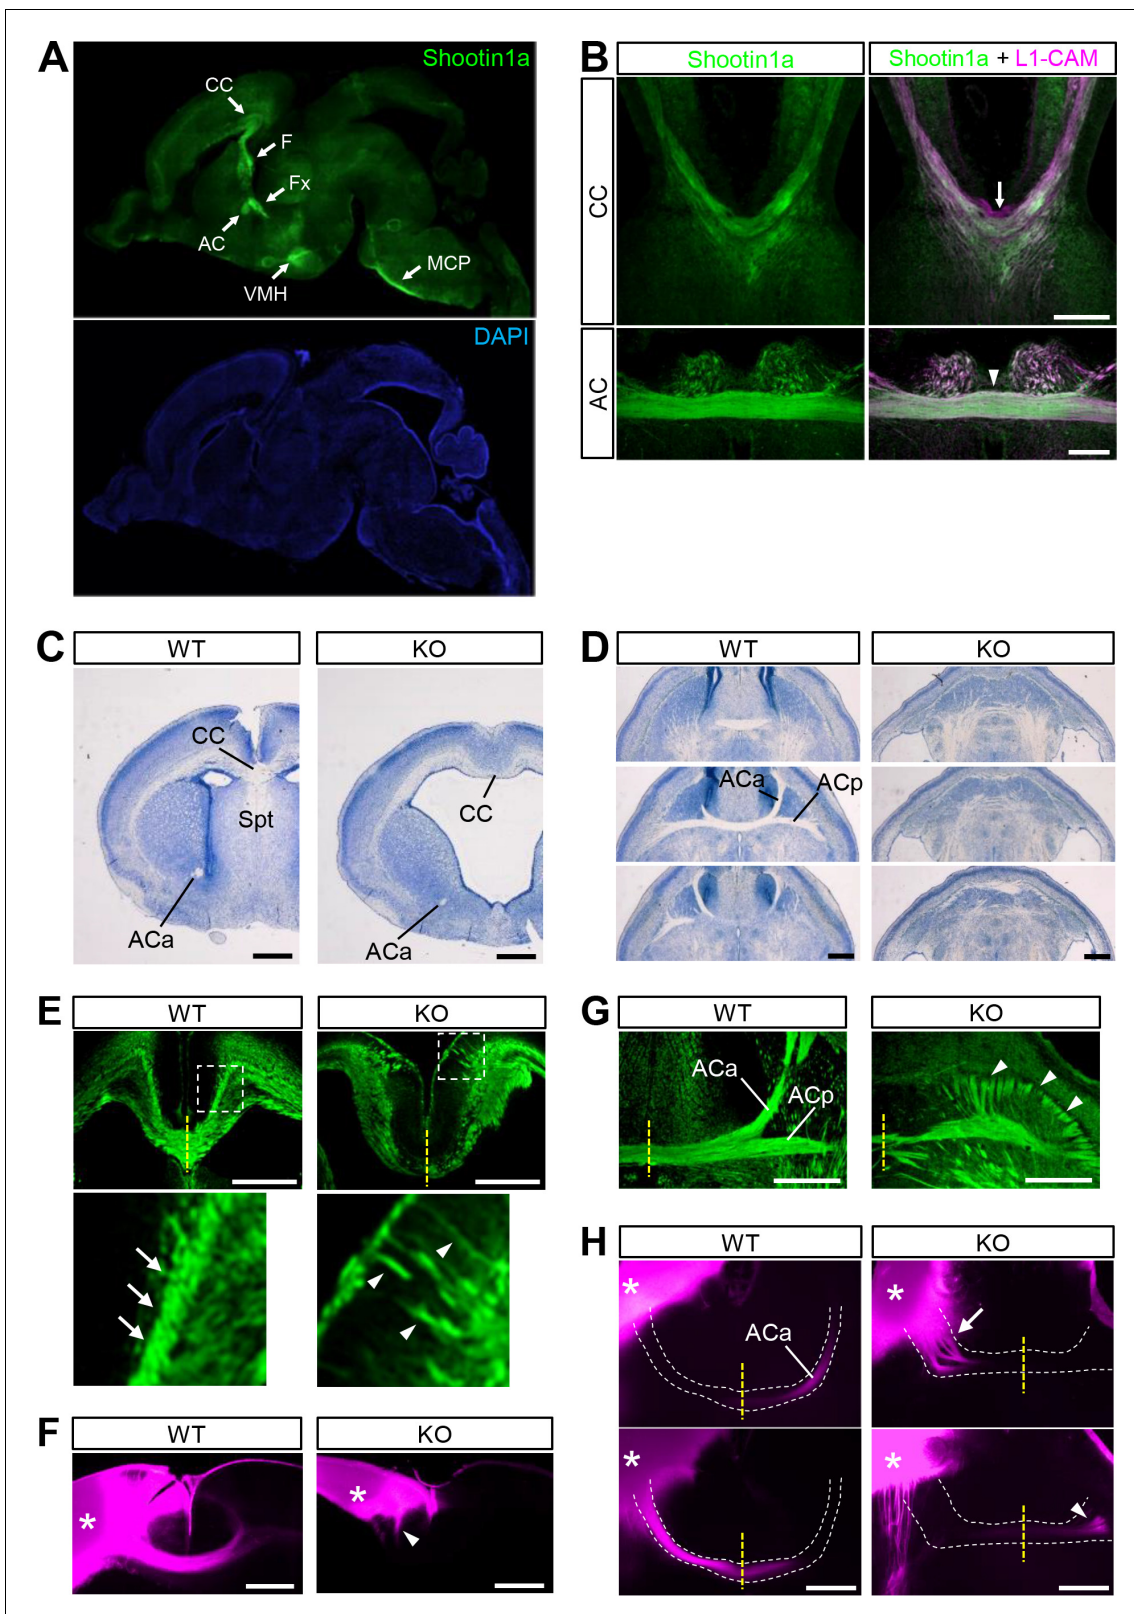 A
Shootin1a
CC
F
Fx
AC
MCP
VMH
DAPI
B
Shootin1a
Shootin1a + L1-CAM
CC
AC
C
WT
KO
CC
Spt
ACa
CC
ACa
D
WT
KO
ACa
ACp
E
WT
KO
F
WT
KO
*
*
G
WT
KO
ACa
ACp
H
WT
KO
*
*
ACa
*
*